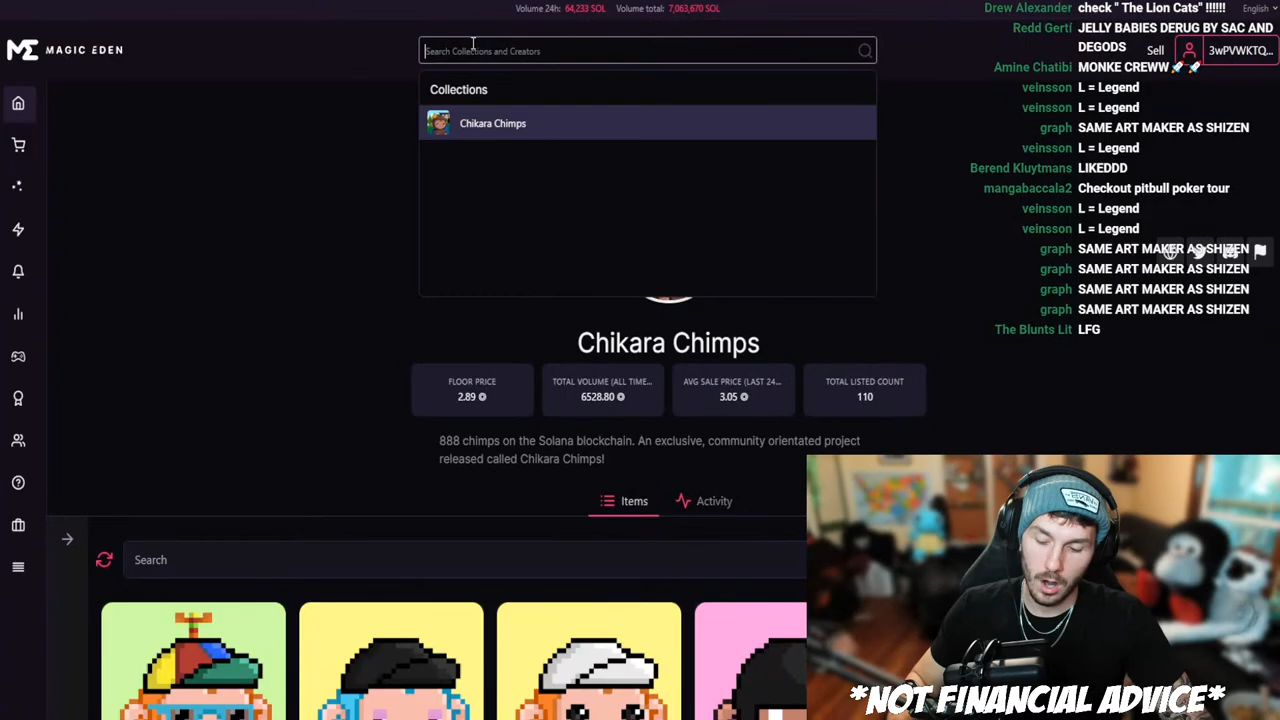 Volume 24h: 64,233 SOL Volume total: 7,063,670 SOL
English
MAGIC EDEN
Search Collections and Creators
Sell
3wPVWKTQ...
Collections
Chikara Chimps
Drew Alexander check " The Lion Cats" !!!!!!
Redd Gertí JELLY BABIES DERUG BY SAC AND
DEGODS
Amine Chatibi MONKE CREWW
veinsson L = Legend
veinsson L = Legend
graph SAME ART MAKER AS SHIZEN
veinsson L = Legend
Berend Kluytmans LIKEDDD
mangabaccala2 Checkout pitbull poker tour
veinsson L = Legend
veinsson L = Legend
graph SAME ART MAKER AS SHIZEN
graph SAME ART MAKER AS SHIZEN
graph SAME ART MAKER AS SHIZEN
graph SAME ART MAKER AS SHIZEN
The Blunts Lit LFG
Chikara Chimps
FLOOR PRICE
2.89
TOTAL VOLUME (ALL TIME...
6528.80
AVG SALE PRICE (LAST 24...
3.05
TOTAL LISTED COUNT
110
888 chimps on the Solana blockchain. An exclusive, community orientated project
released called Chikara Chimps!
Items
Activity
Search
*NOT FINANCIAL ADVICE*